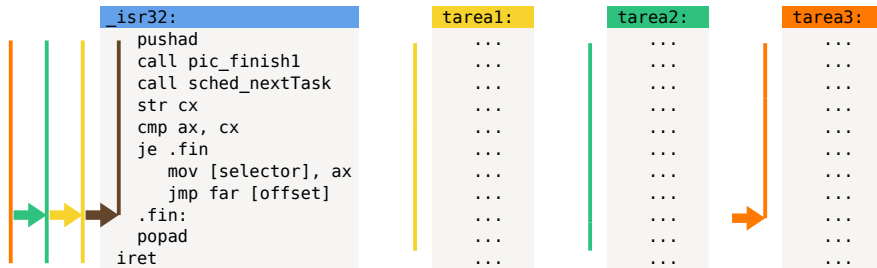 _isr32:
pushad
call pic_finish1
call sched_nextTask
str cx
cmp ax, cx
je .fin
mov [selector], ax
jmp far [offset]
.fin:
popad
iret
tarea1:
...
...
...
...
...
...
...
...
...
...
...
tarea2:
...
...
...
...
...
...
...
...
...
...
...
tarea3:
...
...
...
...
...
...
...
...
...
...
...